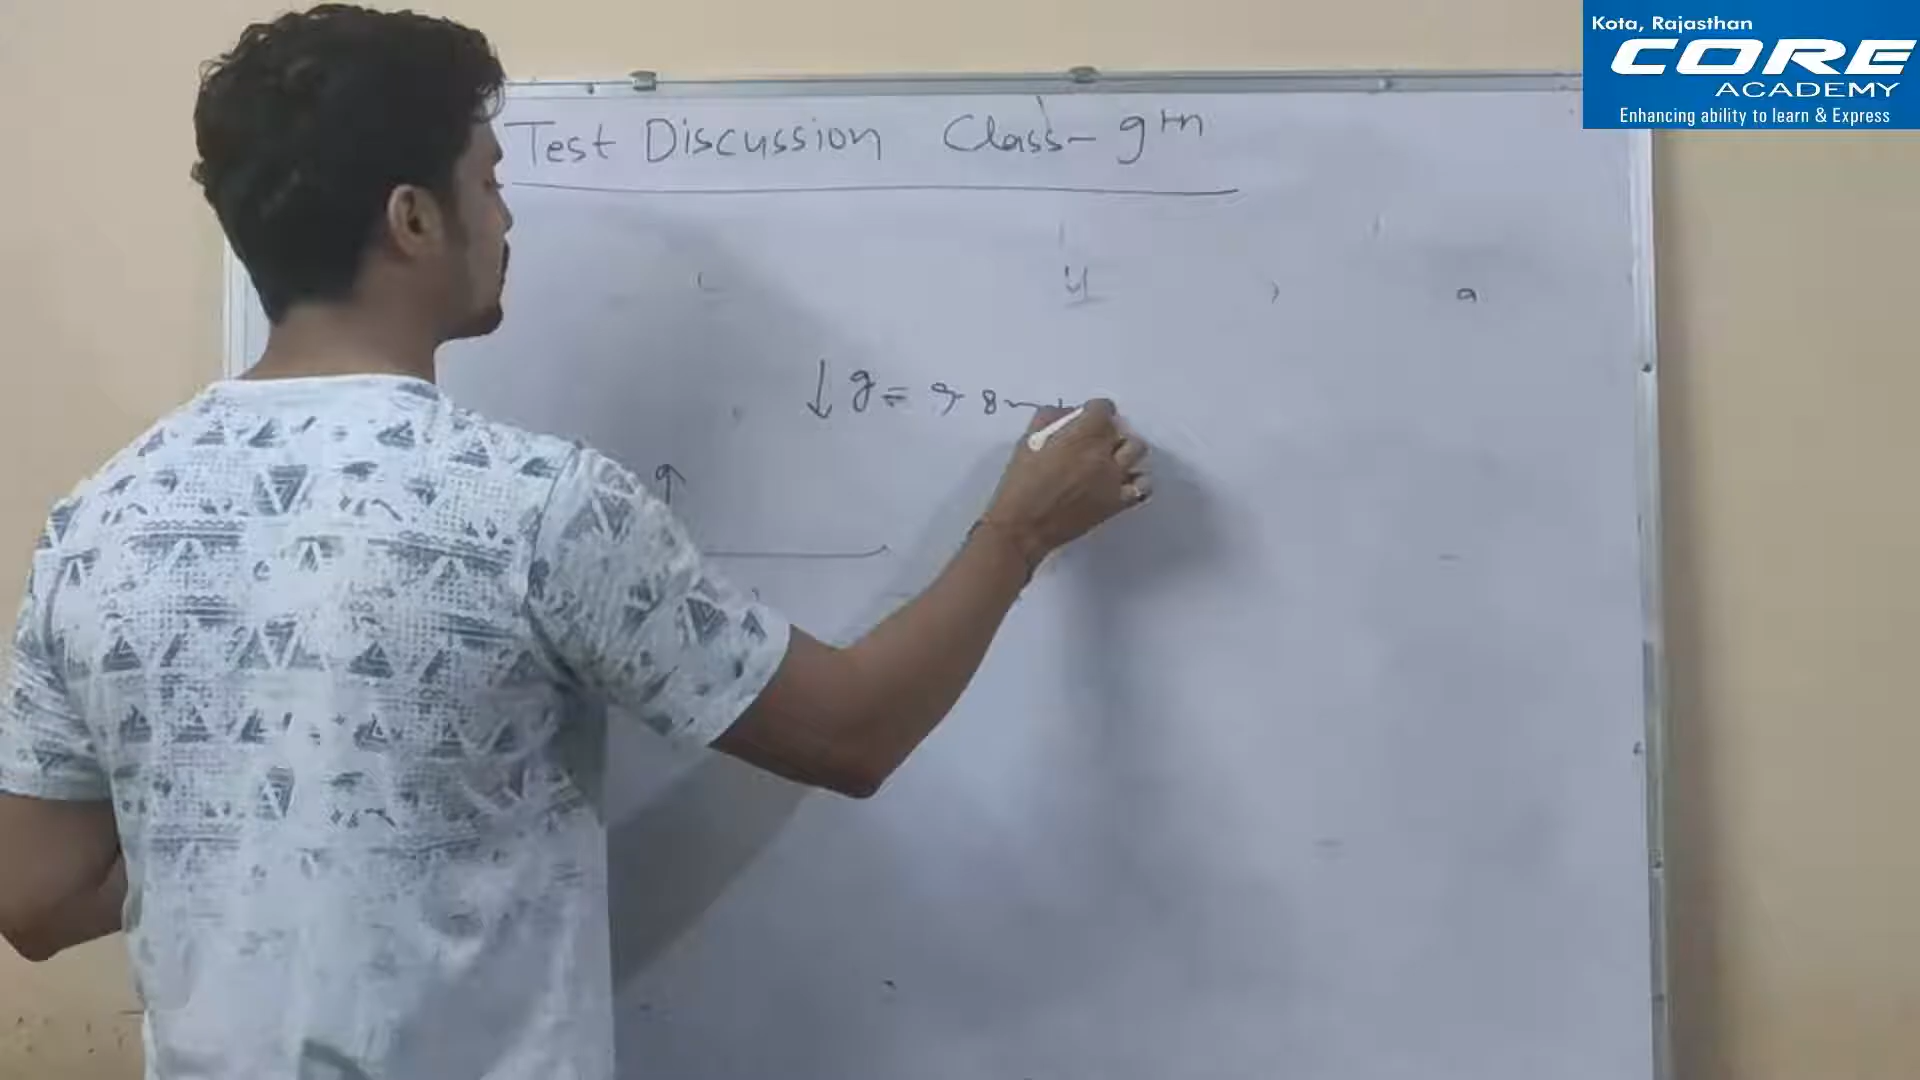 Kota, Rajasthan
CORE
ACADEMY
Enhancing ability to learn & Express
Test Discussion Class- 9th
↓ g = 9.8 m